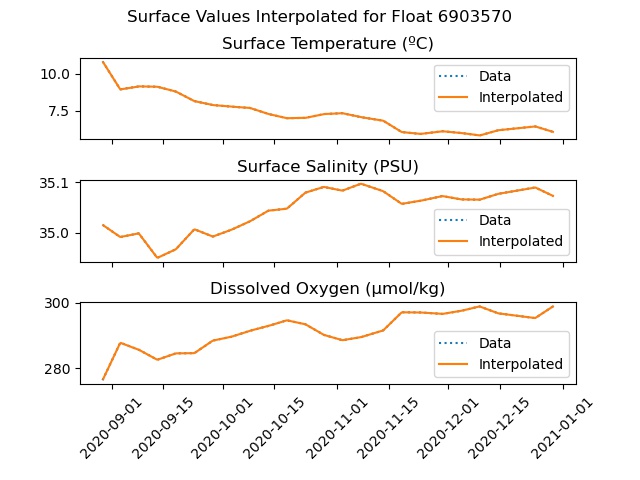 Surface Values Interpolated for Float 6903570
Surface Temperature (ºC)
10.0
7.5
Data
Interpolated
Surface Salinity (PSU)
35.1
35.0
Data
Interpolated
Dissolved Oxygen (μmol/kg)
300
280
Data
Interpolated
2020-09-01
2020-09-15
2020-10-01
2020-10-15
2020-11-01
2020-11-15
2020-12-01
2020-12-15
2021-01-01